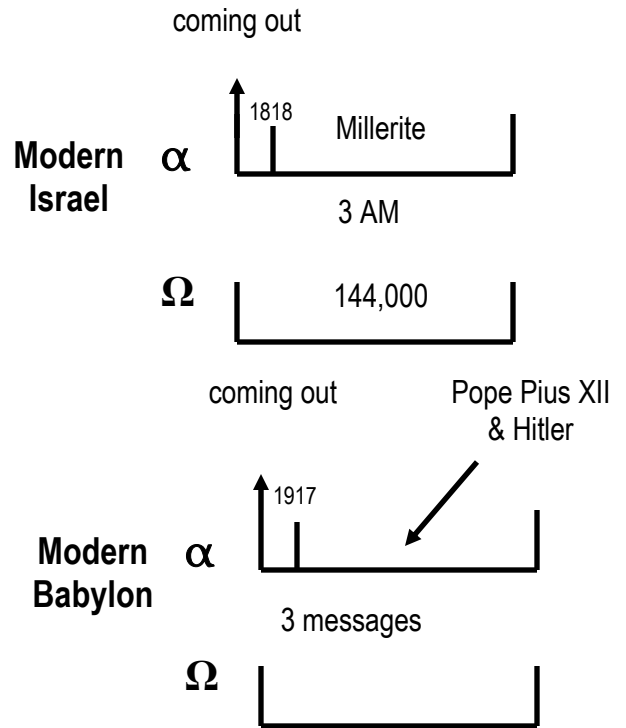 coming out
1818
Millerite
Modern α
Israel
3 AM
Ω 144,000
coming out
Pope Pius XII
& Hitler
1917
Modern α
Babylon
3 messages
Ω